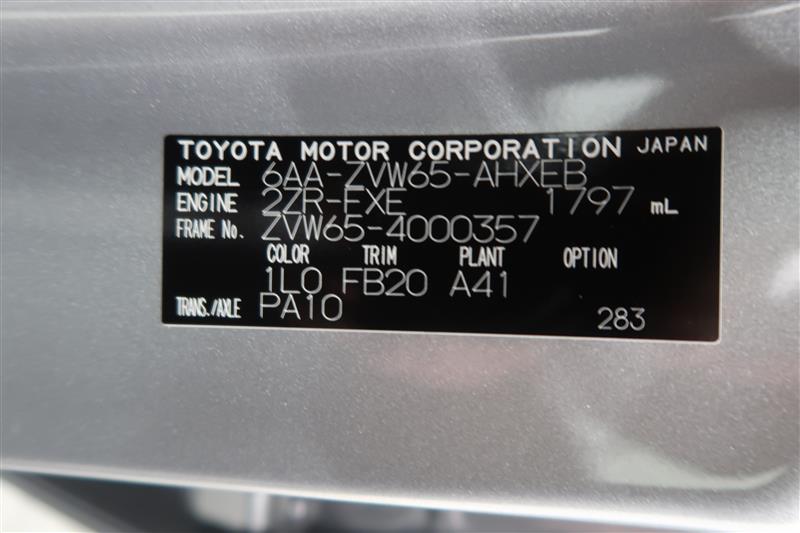 TOYOTA MOTOR CORPORATION JAPAN
MODEL 6AA-ZVW65-AHXEB
ENGINE 2ZR-FXE 1797 mL
FRAME No. ZVW65-4000357
COLOR TRIM PLANT OPTION
1L0 FB20 A41
TRANS./AXLE PA10 283